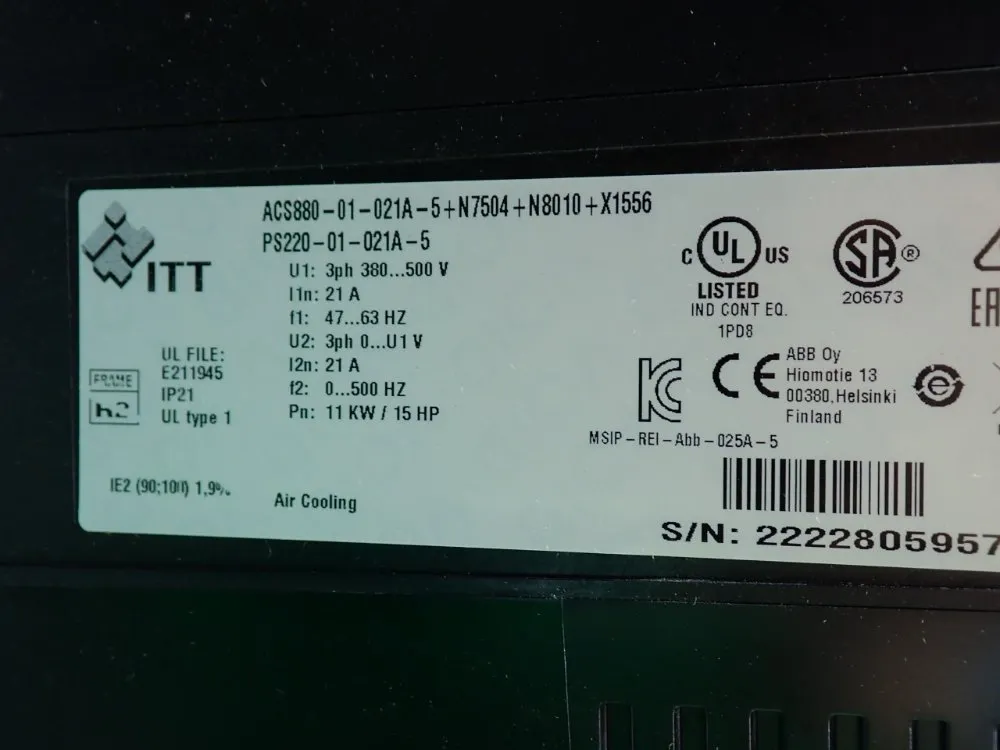 ACS880-01-021A-5+N7504+N8010+X1556
PS220-01-021A-5
ITT
U1: 3ph 380...500 V
I1n: 21 A
f1: 47...63 HZ
U2: 3ph 0...U1 V
I2n: 21 A
f2: 0...500 HZ
Pn: 11 KW / 15 HP
UL FILE:
E211945
IP21
UL type 1
FRAME
IE2 (90;100) 1,9%
Air Cooling
C UL US
LISTED
IND CONT EQ.
1PD8
SA ®
206573
KC
CE
ABB Oy
Hiomotie 13
00380,Helsinki
Finland
MSIP-REI-Abb-025A-5
S/N: 2222805957